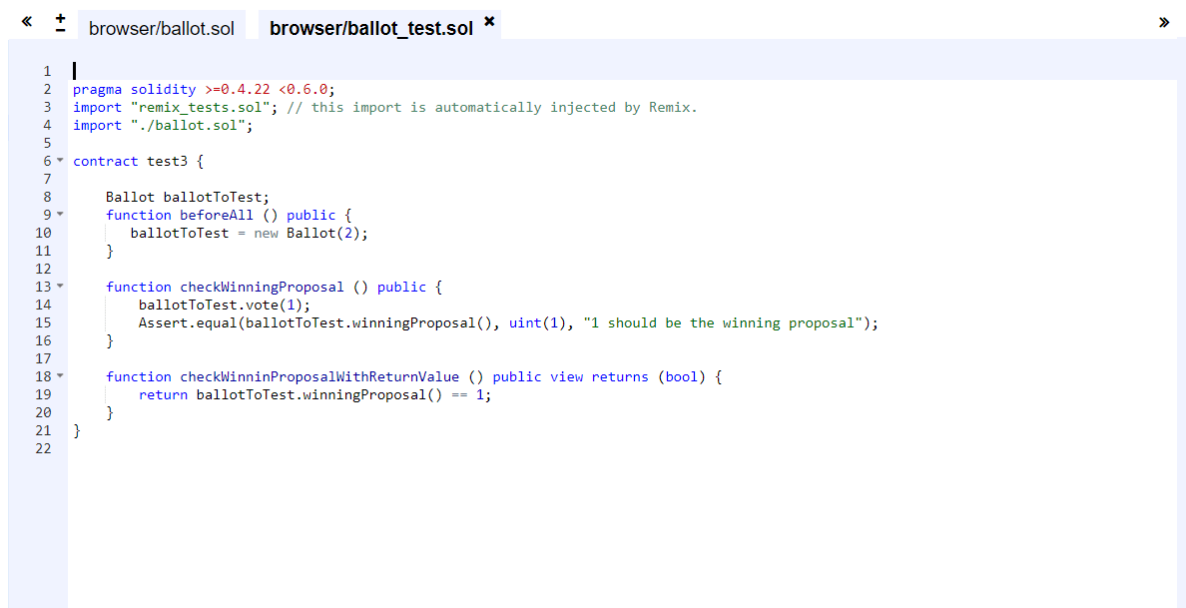 « ± browser/ballot.sol browser/ballot_test.sol × »
1
2 pragma solidity >=0.4.22 <0.6.0;
3 import "remix_tests.sol"; // this import is automatically injected by Remix.
4 import "./ballot.sol";
5
6 contract test3 {
7
8     Ballot ballotToTest;
9     function beforeAll () public {
10        ballotToTest = new Ballot(2);
11    }
12
13    function checkWinningProposal () public {
14        ballotToTest.vote(1);
15        Assert.equal(ballotToTest.winningProposal(), uint(1), "1 should be the winning proposal");
16    }
17
18    function checkWinninProposalWithReturnValue () public view returns (bool) {
19        return ballotToTest.winningProposal() == 1;
20    }
21 }
22